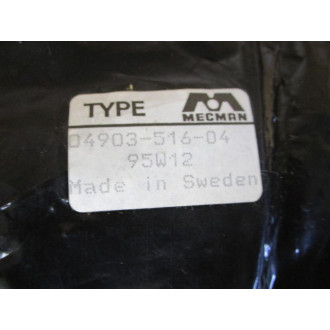 TYPE MECMAN
04903-516-04
95W12
Made in Sweden